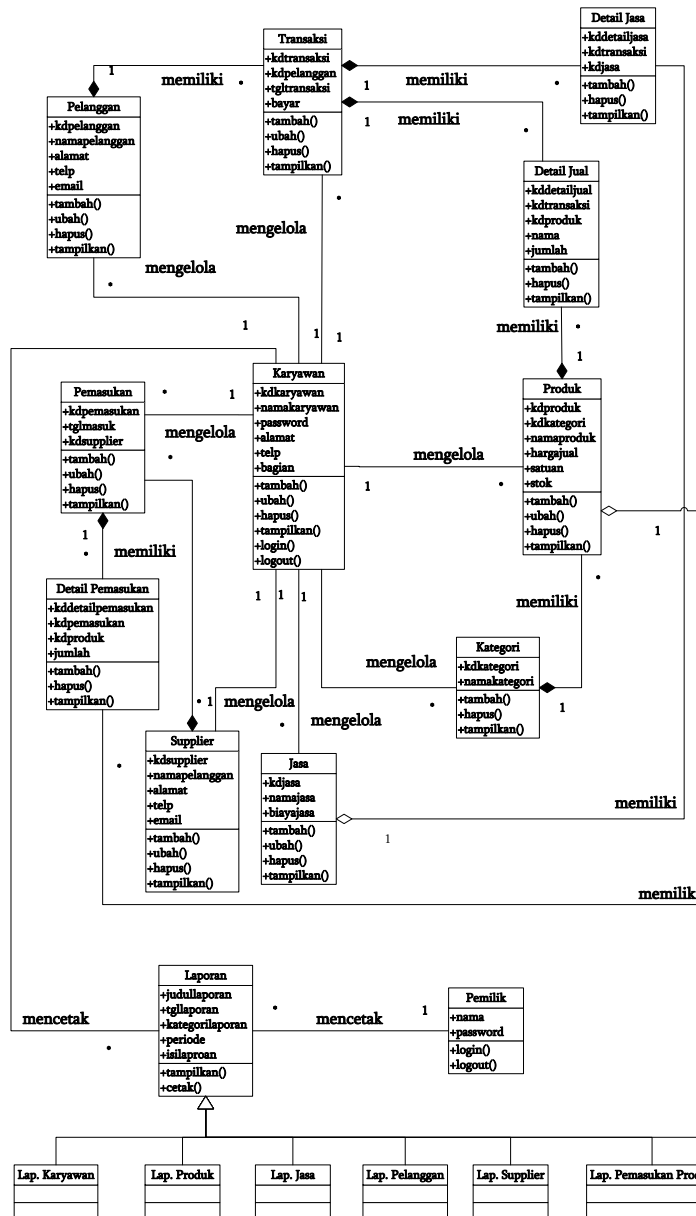 Transaksi
+kdtransaksi
+kdpelanggan
+tgltransaksi
+bayar
+tambah()
+ubah()
+hapus()
+tampilkan()
Detail Jasa
+kddetailjasa
+kdtransaksi
+kdjasa
+tambah()
+hapus()
+tampilkan()
1
memiliki
*
1
memiliki
*
1
memiliki
*
Pelanggan
+kdpelanggan
+namapelanggan
+alamat
+telp
+email
+tambah()
+ubah()
+hapus()
+tampilkan()
Detail Jual
+kddetailjual
+kdtransaksi
+kdproduk
+nama
+jumlah
+tambah()
+hapus()
+tampilkan()
*
mengelola
mengelola
*
1
1
1
memiliki
*
1
Karyawan
+kdkaryawan
+namakaryawan
+password
+alamat
+telp
+bagian
+tambah()
+ubah()
+hapus()
+tampilkan()
+login()
+logout()
Pemasukan
+kdpemasukan
+tglmasuk
+kdsupplier
+tambah()
+ubah()
+hapus()
+tampilkan()
*
1
mengelola
*
Produk
+kdproduk
+kdkategori
+namaproduk
+hargajual
+satuan
+stok
+tambah()
+ubah()
+hapus()
+tampilkan()
mengelola
1
*
1
1
*
memiliki
Detail Pemasukan
+kddetailpemasukan
+kdpemasukan
+kdproduk
+jumlah
+tambah()
+hapus()
+tampilkan()
1
1
1
*
memiliki
Kategori
+kdkategori
+namakategori
+tambah()
+hapus()
+tampilkan()
mengelola
*
1
*
1
mengelola
*
mengelola
*
Supplier
+kdsupplier
+namapelanggan
+alamat
+telp
+email
+tambah()
+ubah()
+hapus()
+tampilkan()
Jasa
+kdjasa
+namajasa
+biayajasa
+tambah()
+ubah()
+hapus()
+tampilkan()
memiliki
1
memilik
Laporan
+judullaporan
+tgllaporan
+kategorilaporan
+periode
+isilaproan
+tampilkan()
+cetak()
mencetak
*
*
mencetak
1
Pemilik
+nama
+password
+login()
+logout()
Lap. Karyawan
Lap. Produk
Lap. Jasa
Lap. Pelanggan
Lap. Supplier
Lap. Pemasukan Prod